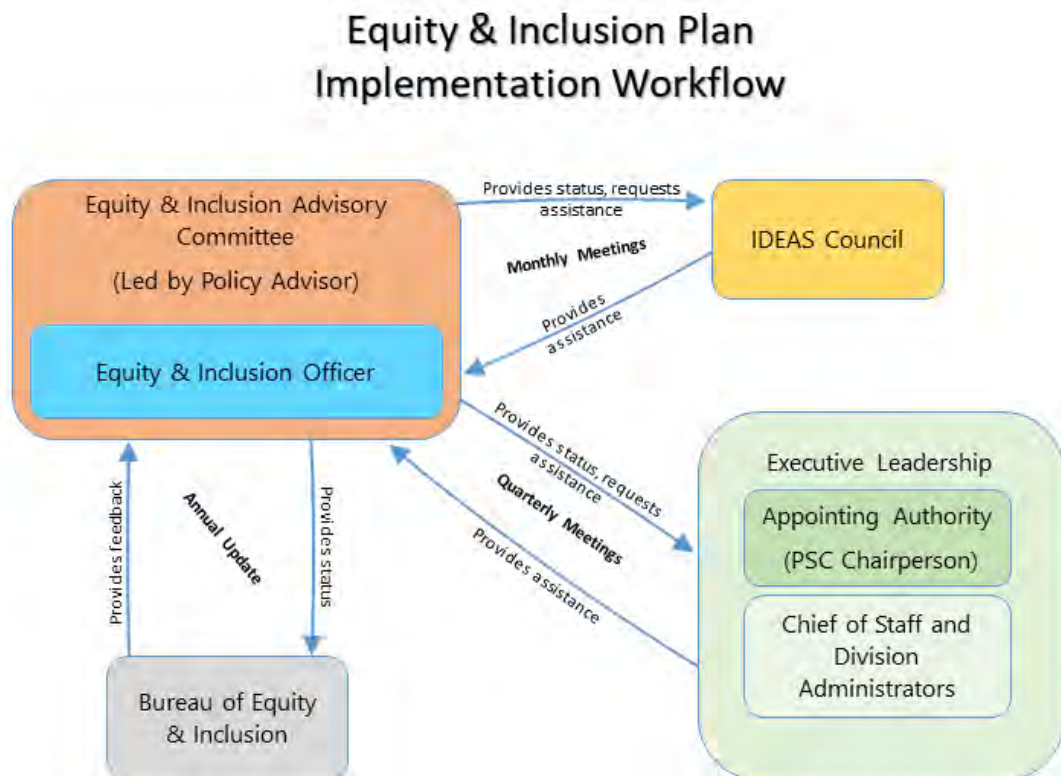 Equity & Inclusion Plan
Implementation Workflow
Equity & Inclusion Advisory
Committee
(Led by Policy Advisor)
Equity & Inclusion Officer
Provides status, requests
assistance
Monthly Meetings
Provides
assistance
IDEAS Council
Provides status, requests
assistance
Quarterly Meetings
Provides assistance
Executive Leadership
Appointing Authority
(PSC Chairperson)
Chief of Staff and
Division
Administrators
Provides feedback
Annual Update
Provides status
Bureau of Equity
& Inclusion